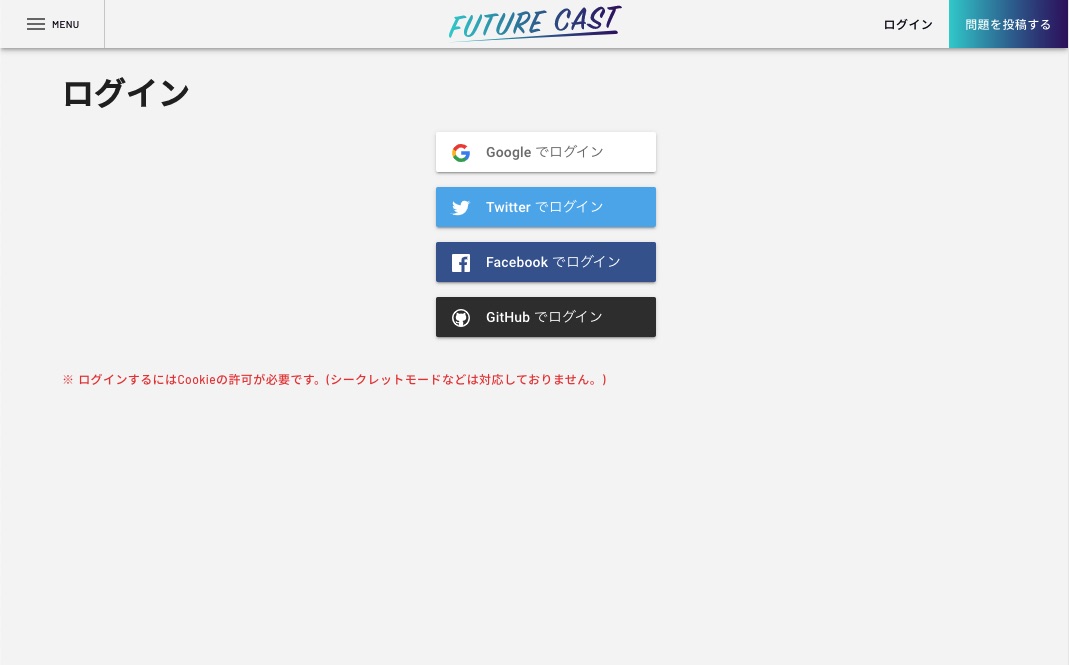 MENU
FUTURE CAST
ログイン
問題を投稿する
ログイン
Google でログイン
Twitter でログイン
Facebook でログイン
GitHub でログイン
※ ログインするにはCookieの許可が必要です。(シークレットモードなどは対応しておりません。)